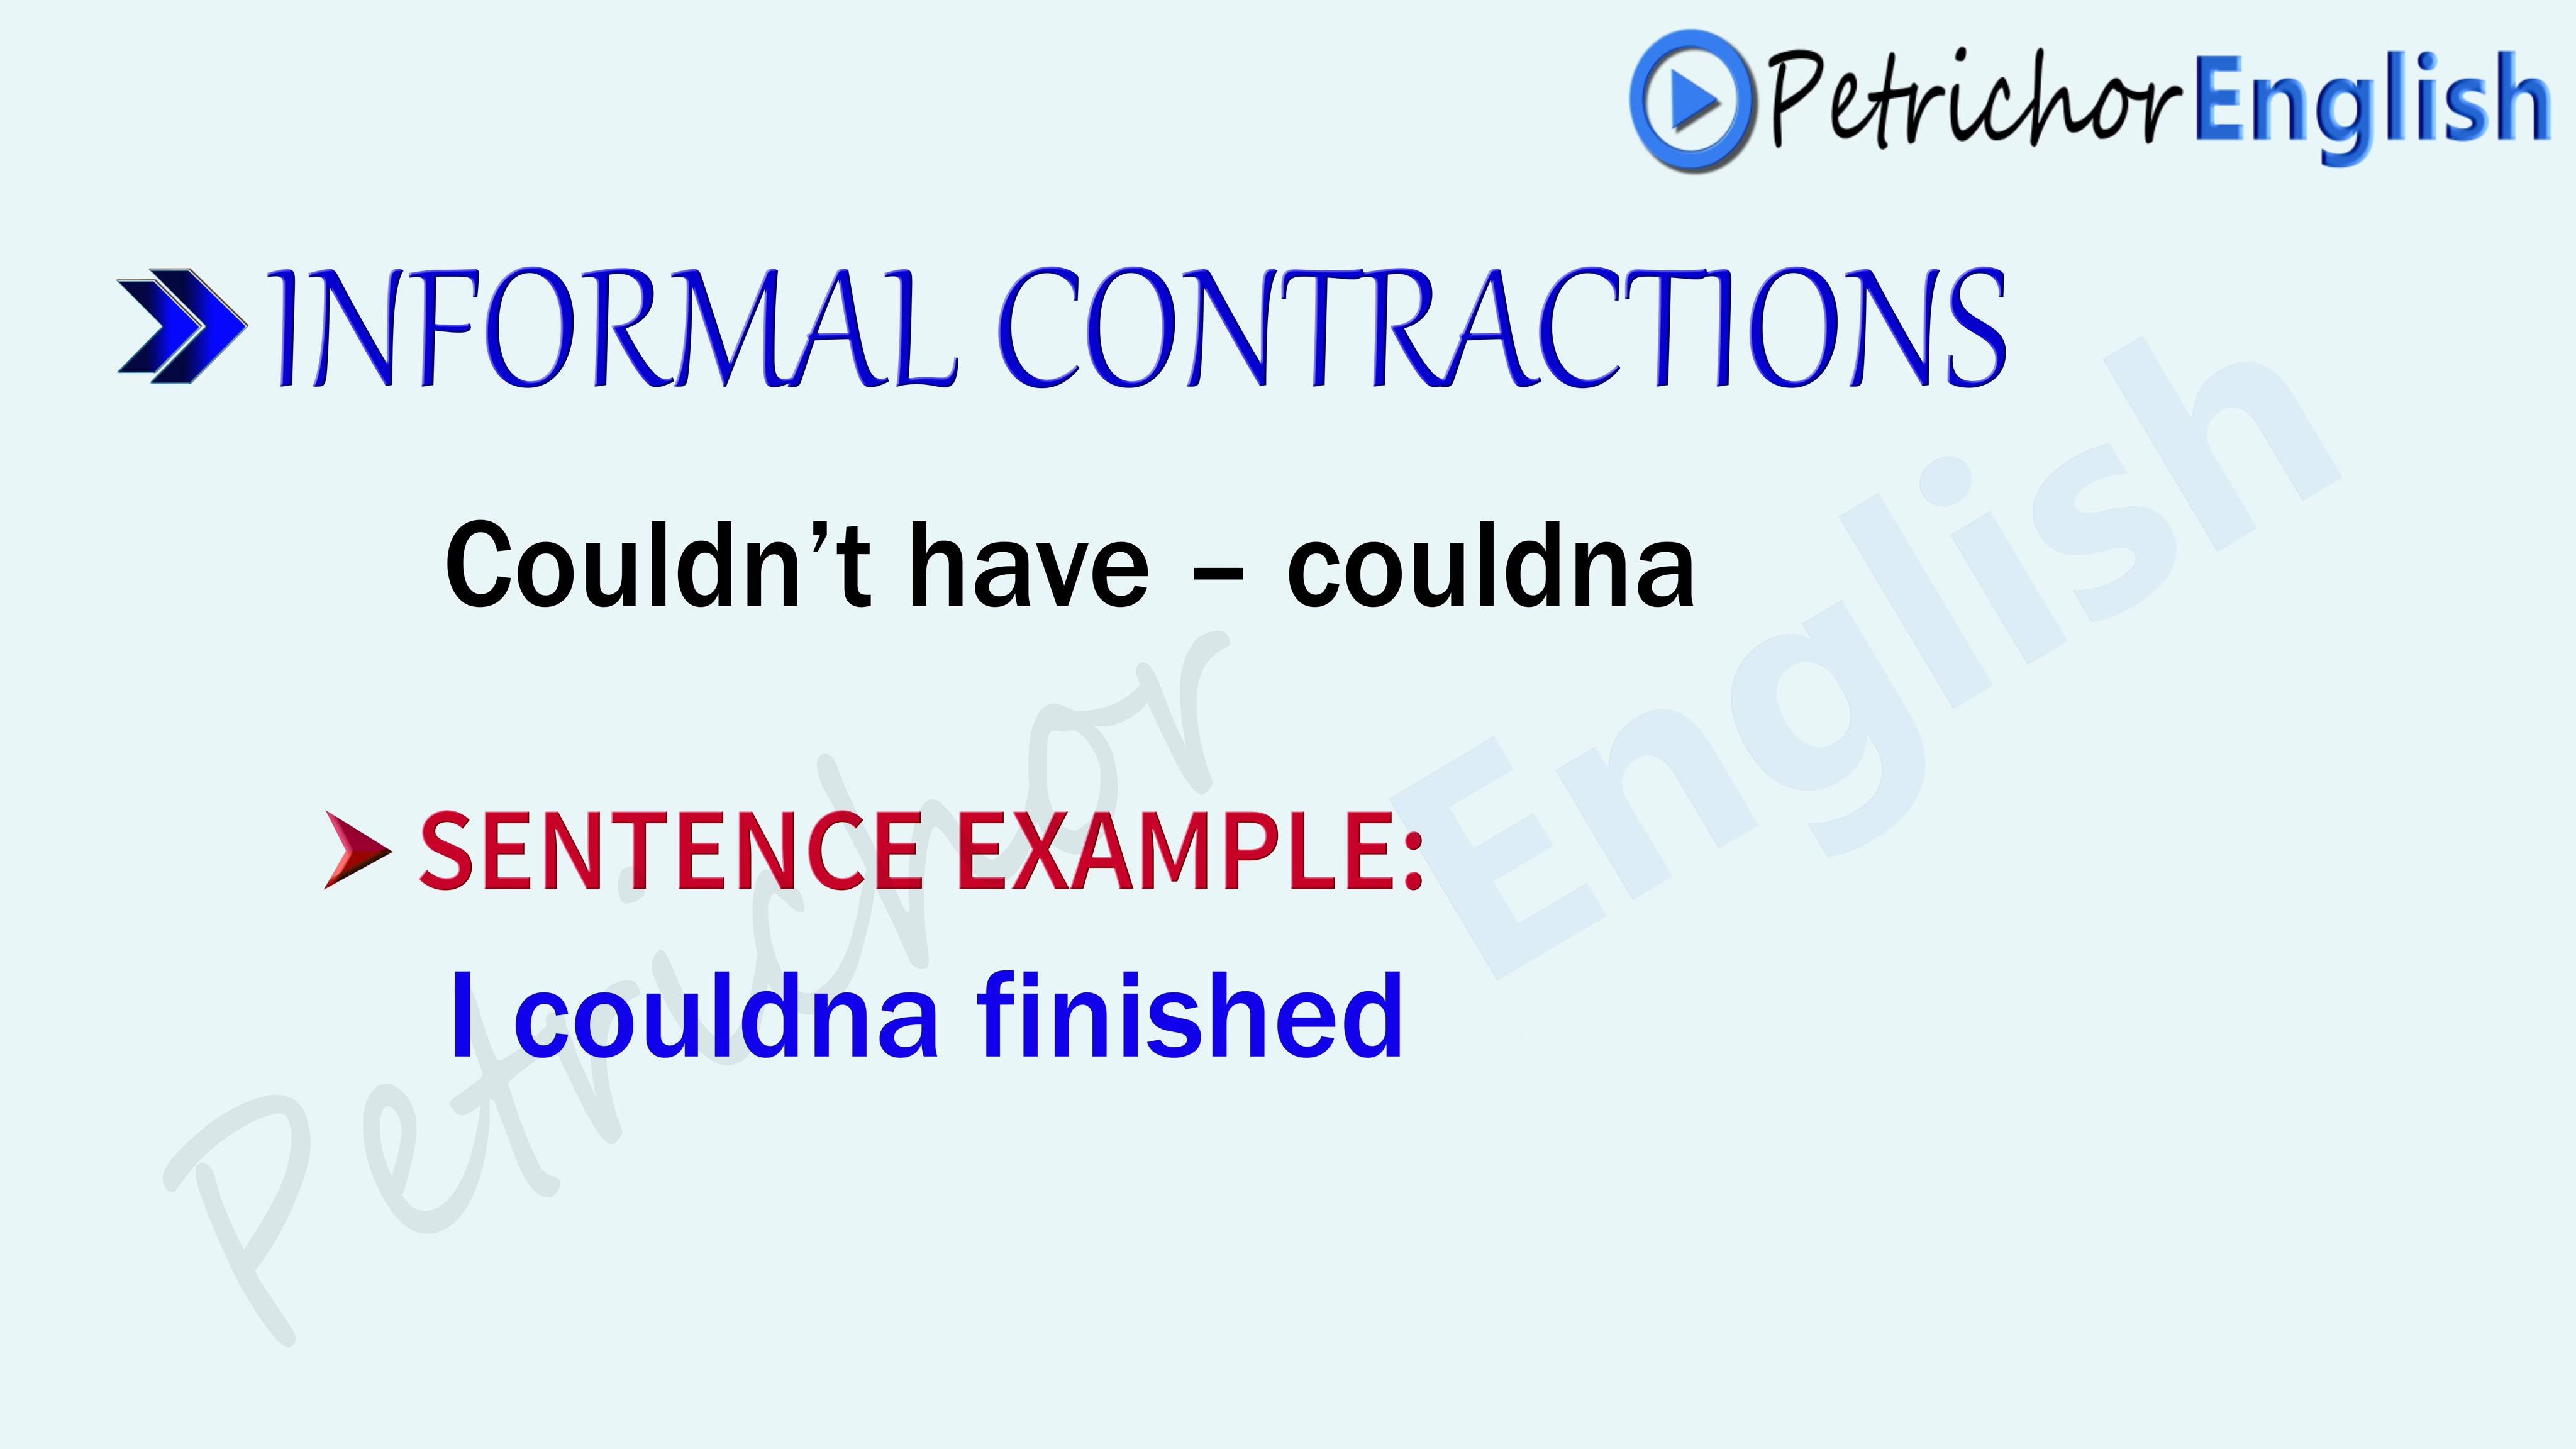 PetrichorEnglish
INFORMAL CONTRACTIONS
Couldn’t have – couldna
SENTENCE EXAMPLE:
I couldna finished
Petrichor English